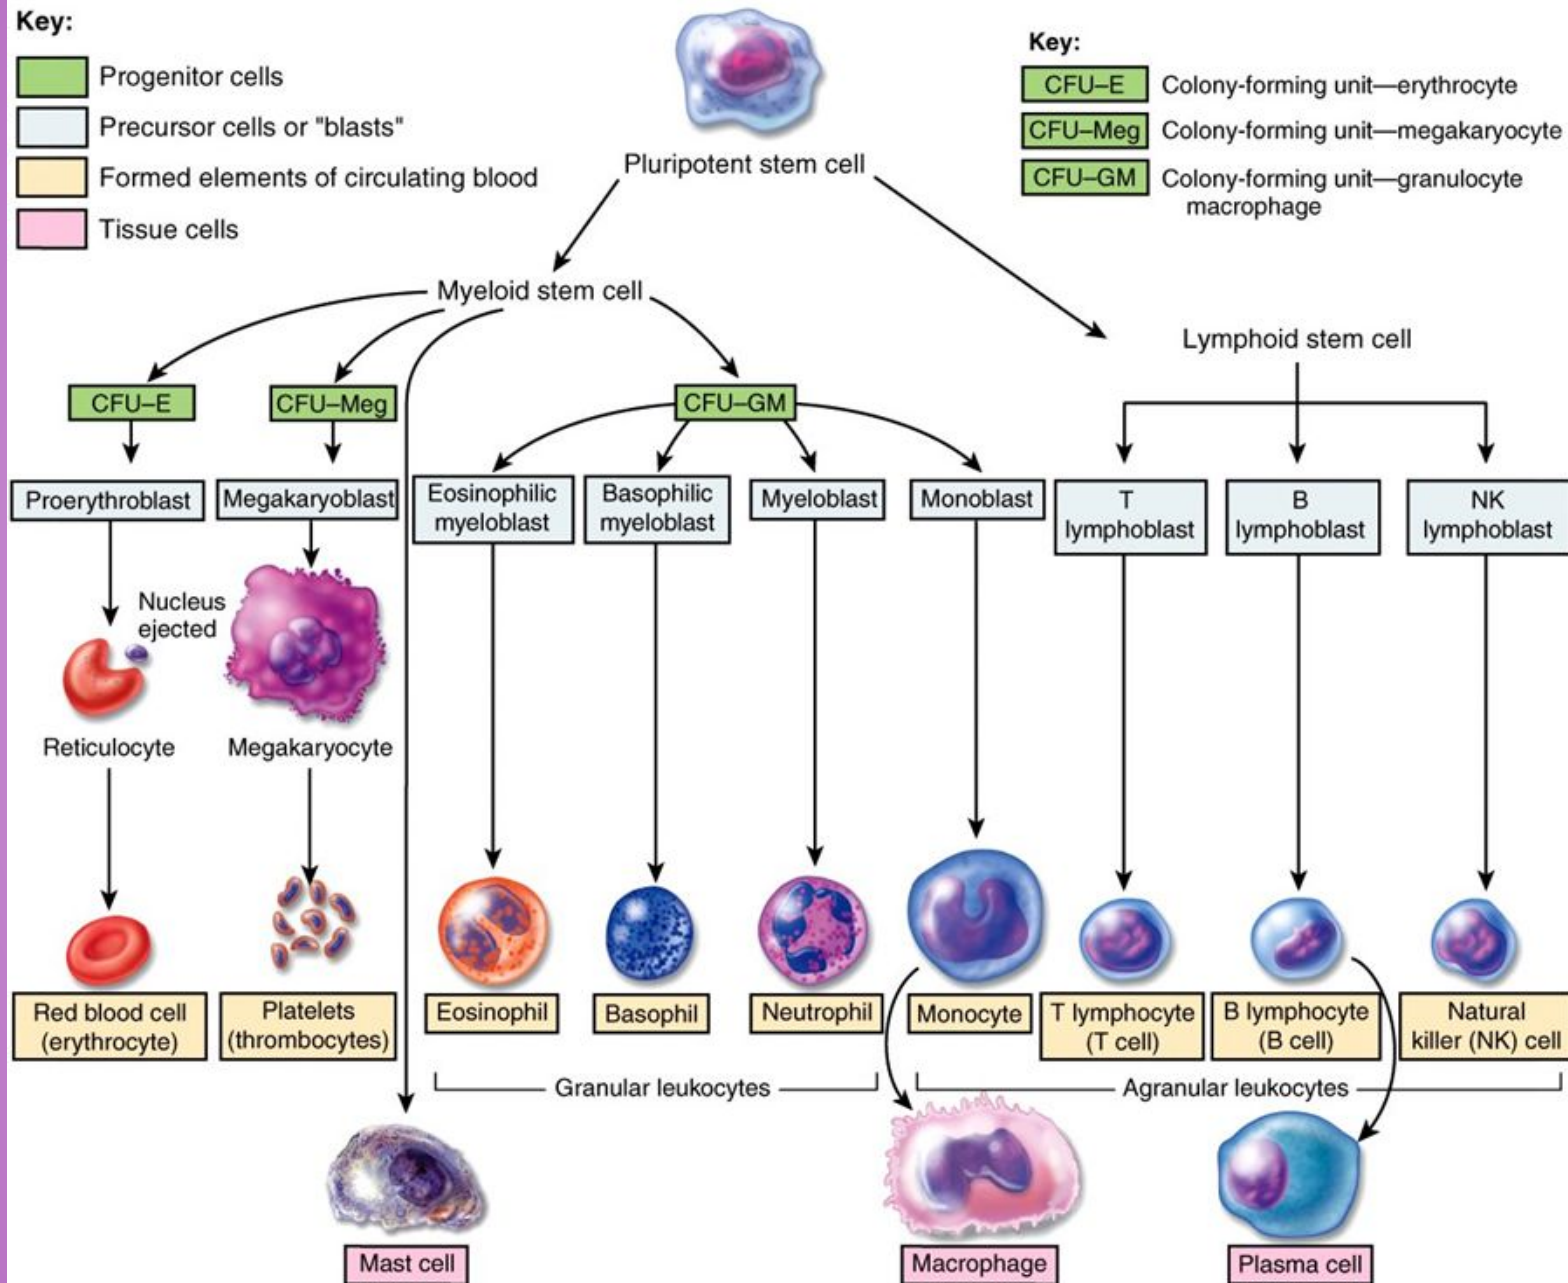 Key:
Progenitor cells
Precursor cells or "blasts"
Formed elements of circulating blood
Tissue cells
Key:
CFU–E Colony-forming unit—erythrocyte
CFU–Meg Colony-forming unit—megakaryocyte
CFU–GM Colony-forming unit—granulocyte
macrophage
Pluripotent stem cell
Myeloid stem cell
Lymphoid stem cell
CFU–E
CFU–Meg
CFU–GM
Proerythroblast
Megakaryoblast
Eosinophilic
myeloblast
Basophilic
myeloblast
Myeloblast
Monoblast
T
lymphoblast
B
lymphoblast
NK
lymphoblast
Nucleus
ejected
Reticulocyte
Megakaryocyte
Red blood cell
(erythrocyte)
Platelets
(thrombocytes)
Eosinophil
Basophil
Neutrophil
Monocyte
T lymphocyte
(T cell)
B lymphocyte
(B cell)
Natural
killer (NK) cell
Granular leukocytes
Agranular leukocytes
Mast cell
Macrophage
Plasma cell